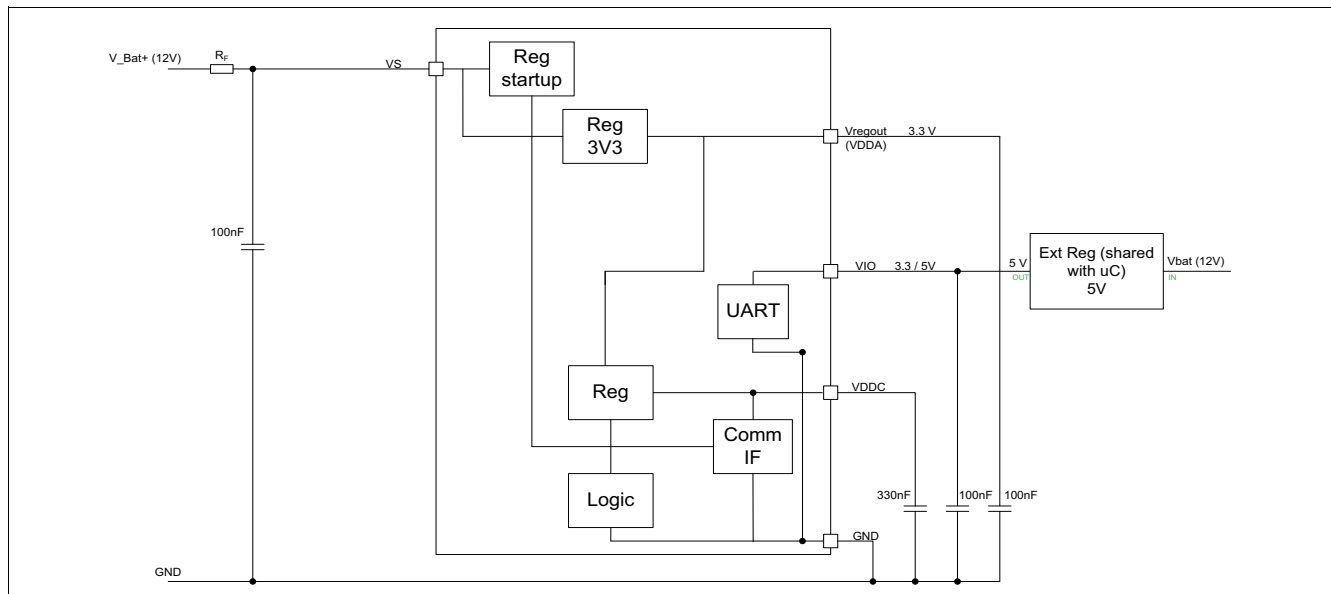 V_Bat+ (12V)
RF
VS
Reg
startup
Reg
3V3
Vregout 3.3 V
(VDDA)
100nF
VIO 3.3 / 5V
5 V
OUT
Ext Reg (shared
with uC)
5V
Vbat (12V)
IN
UART
Reg
VDDC
Comm
IF
Logic
330nF
100nF
100nF
GND
GND